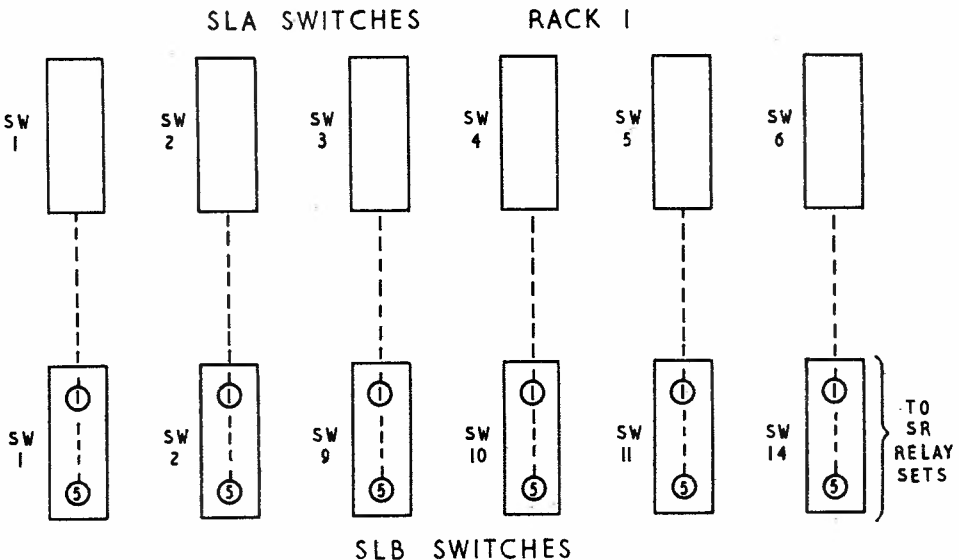 SLA SWITCHES RACK 1
SW 1
SW 2
SW 3
SW 4
SW 5
SW 6
1
1
1
1
1
1
SW 1
SW 2
SW 9
SW 10
SW 11
SW 14
5
5
5
5
5
5
TO
SR
RELAY
SETS
SLB SWITCHES